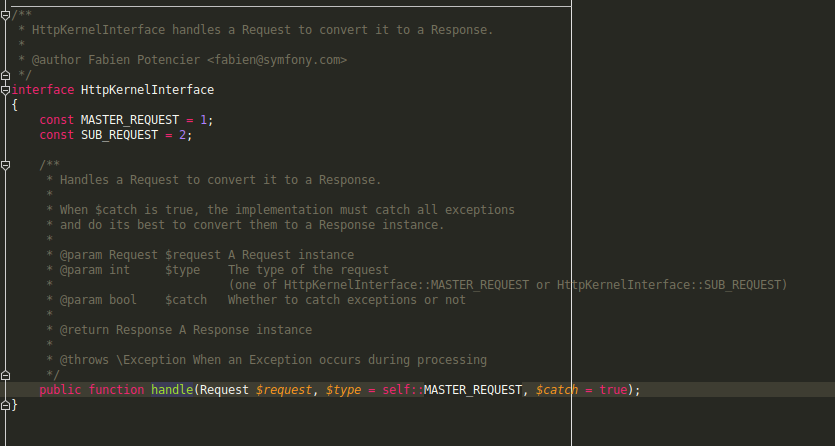 /**
 * HttpKernelInterface handles a Request to convert it to a Response.
 *
 * @author Fabien Potencier <fabien@symfony.com>
 */
interface HttpKernelInterface
{
    const MASTER_REQUEST = 1;
    const SUB_REQUEST = 2;

    /**
     * Handles a Request to convert it to a Response.
     *
     * When $catch is true, the implementation must catch all exceptions
     * and do its best to convert them to a Response instance.
     *
     * @param Request $request A Request instance
     * @param int     $type    The type of the request
     *                         (one of HttpKernelInterface::MASTER_REQUEST or HttpKernelInterface::SUB_REQUEST)
     * @param bool    $catch   Whether to catch exceptions or not
     *
     * @return Response A Response instance
     *
     * @throws \Exception When an Exception occurs during processing
     */
    public function handle(Request $request, $type = self::MASTER_REQUEST, $catch = true);
}